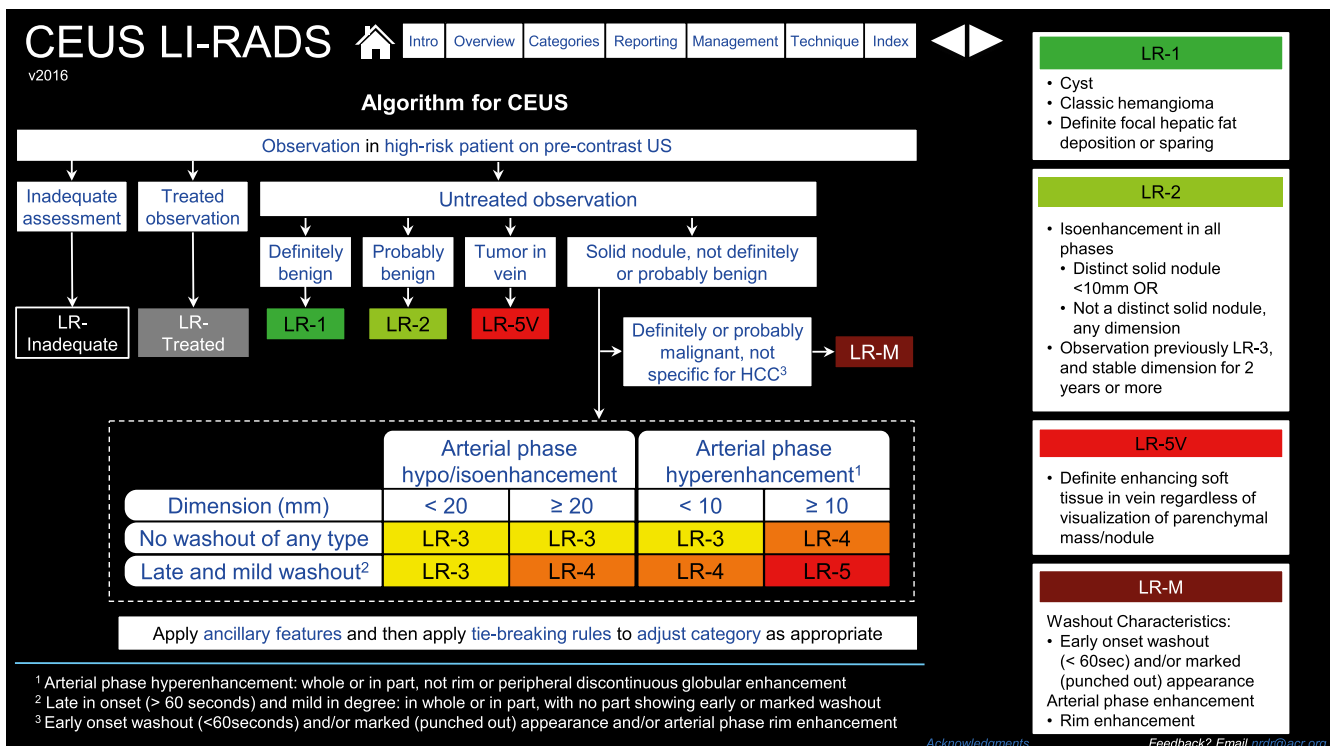 CEUS LI-RADS
v2016
Intro Overview Categories Reporting Management Technique Index
Algorithm for CEUS
Observation in high-risk patient on pre-contrast US
Inadequate
assessment
Treated
observation
Untreated observation
Definitely
benign
Probably
benign
Tumor in
vein
Solid nodule, not definitely
or probably benign
LR-
Inadequate
LR-
Treated
LR-1
LR-2
LR-5V
Definitely or probably
malignant, not
specific for HCC³
LR-M
Arterial phase
hypo/isoenhancement
Arterial phase
hyperenhancement¹
Dimension (mm) < 20 ≥ 20 < 10 ≥ 10
No washout of any type LR-3 LR-3 LR-3 LR-4
Late and mild washout² LR-3 LR-4 LR-4 LR-5
Apply ancillary features and then apply tie-breaking rules to adjust category as appropriate
¹ Arterial phase hyperenhancement: whole or in part, not rim or peripheral discontinuous globular enhancement
² Late in onset (> 60 seconds) and mild in degree: in whole or in part, with no part showing early or marked washout
³ Early onset washout (<60seconds) and/or marked (punched out) appearance and/or arterial phase rim enhancement
LR-1
• Cyst
• Classic hemangioma
• Definite focal hepatic fat
deposition or sparing
LR-2
• Isoenhancement in all
phases
• Distinct solid nodule
<10mm OR
• Not a distinct solid nodule,
any dimension
• Observation previously LR-3,
and stable dimension for 2
years or more
LR-5V
• Definite enhancing soft
tissue in vein regardless of
visualization of parenchymal
mass/nodule
LR-M
Washout Characteristics:
• Early onset washout
(< 60sec) and/or marked
(punched out) appearance
Arterial phase enhancement
• Rim enhancement
Acknowledgments Feedback? Email nrdr@acr.org